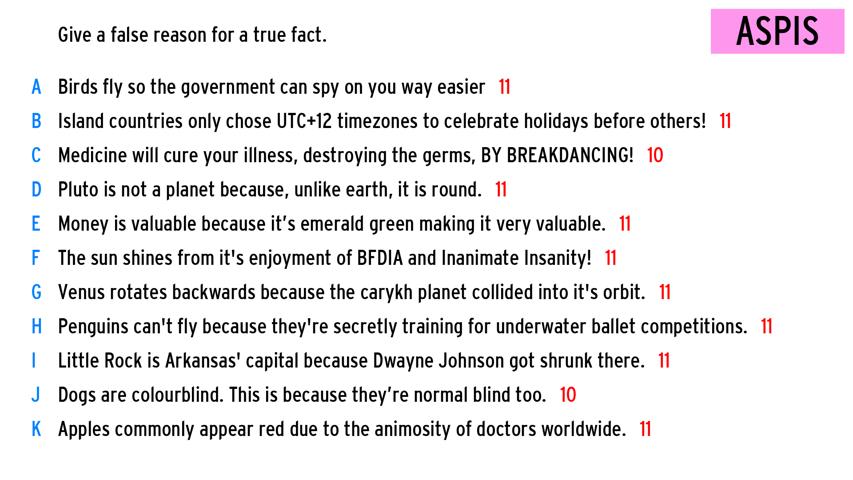 Give a false reason for a true fact.
ASPIS
A Birds fly so the government can spy on you way easier 11
B Island countries only chose UTC+12 timezones to celebrate holidays before others! 11
C Medicine will cure your illness, destroying the germs, BY BREAKDANCING! 10
D Pluto is not a planet because, unlike earth, it is round. 11
E Money is valuable because it’s emerald green making it very valuable. 11
F The sun shines from it's enjoyment of BFDIA and Inanimate Insanity! 11
G Venus rotates backwards because the carykh planet collided into it's orbit. 11
H Penguins can't fly because they're secretly training for underwater ballet competitions. 11
I Little Rock is Arkansas' capital because Dwayne Johnson got shrunk there. 11
J Dogs are colourblind. This is because they’re normal blind too. 10
K Apples commonly appear red due to the animosity of doctors worldwide. 11